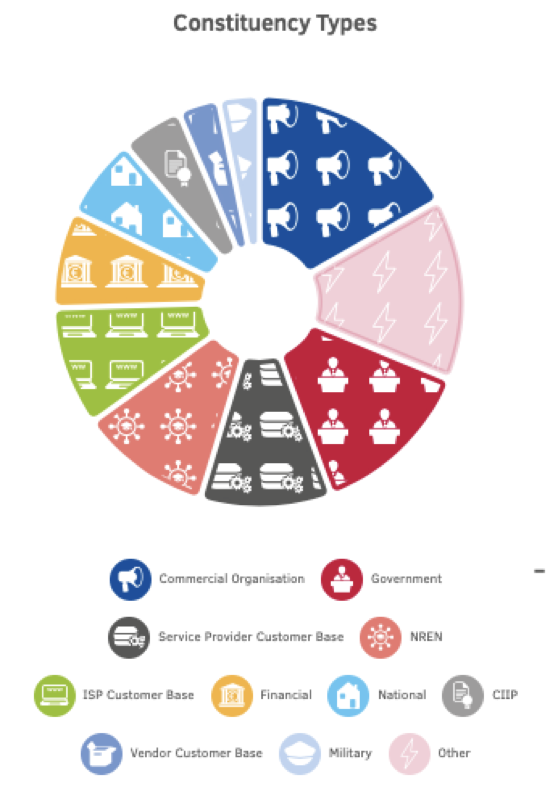 Constituency Types
Commercial Organisation Government
Service Provider Customer Base NREN
ISP Customer Base Financial National CIIP
Vendor Customer Base Military Other